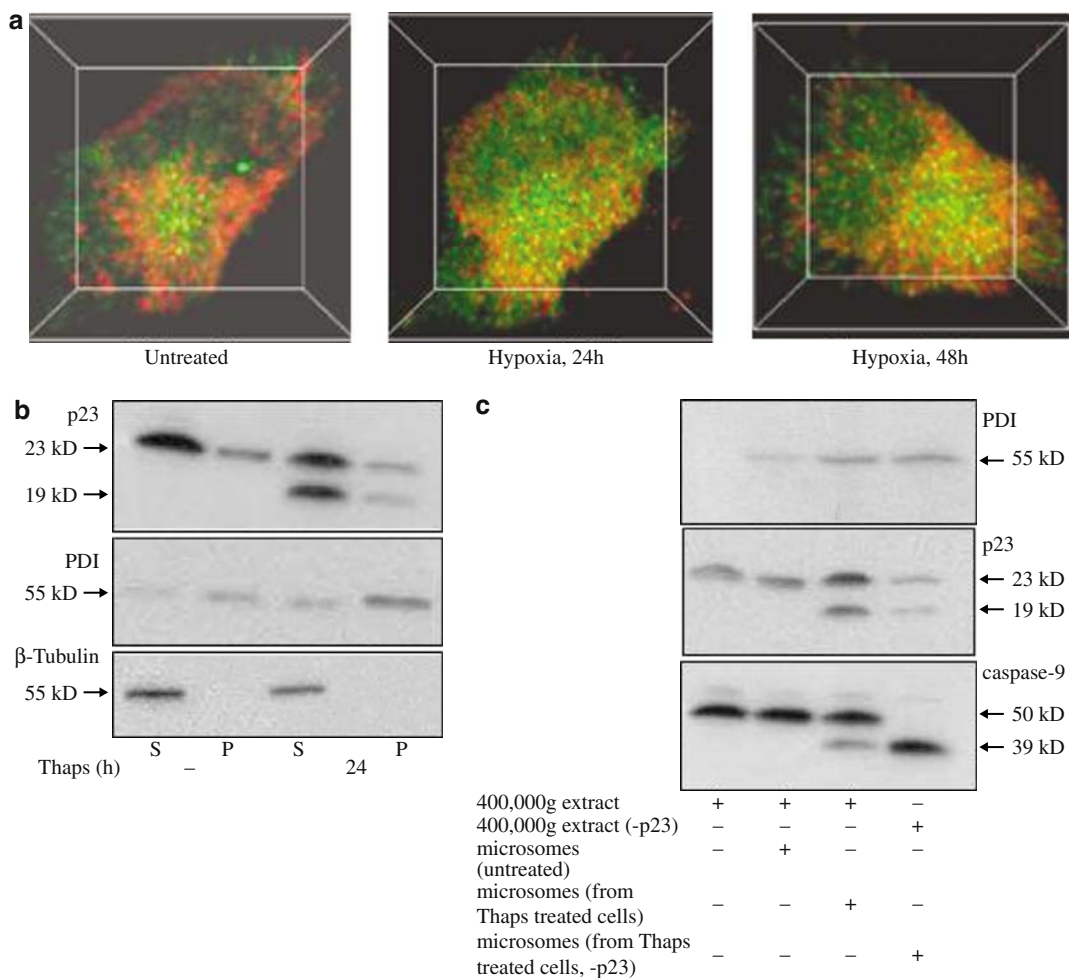 a
Untreated
Hypoxia, 24h
Hypoxia, 48h
b
p23
23 kD
19 kD
PDI
55 kD
β-Tubulin
55 kD
S P S P
Thaps (h) – 24
c
PDI
55 kD
p23
23 kD
19 kD
caspase-9
50 kD
39 kD
400,000g extract + + + –
400,000g extract (-p23) – – – +
microsomes
(untreated) – + – –
microsomes (from
Thaps treated cells) – – + –
microsomes (from Thaps
treated cells, -p23) – – – +